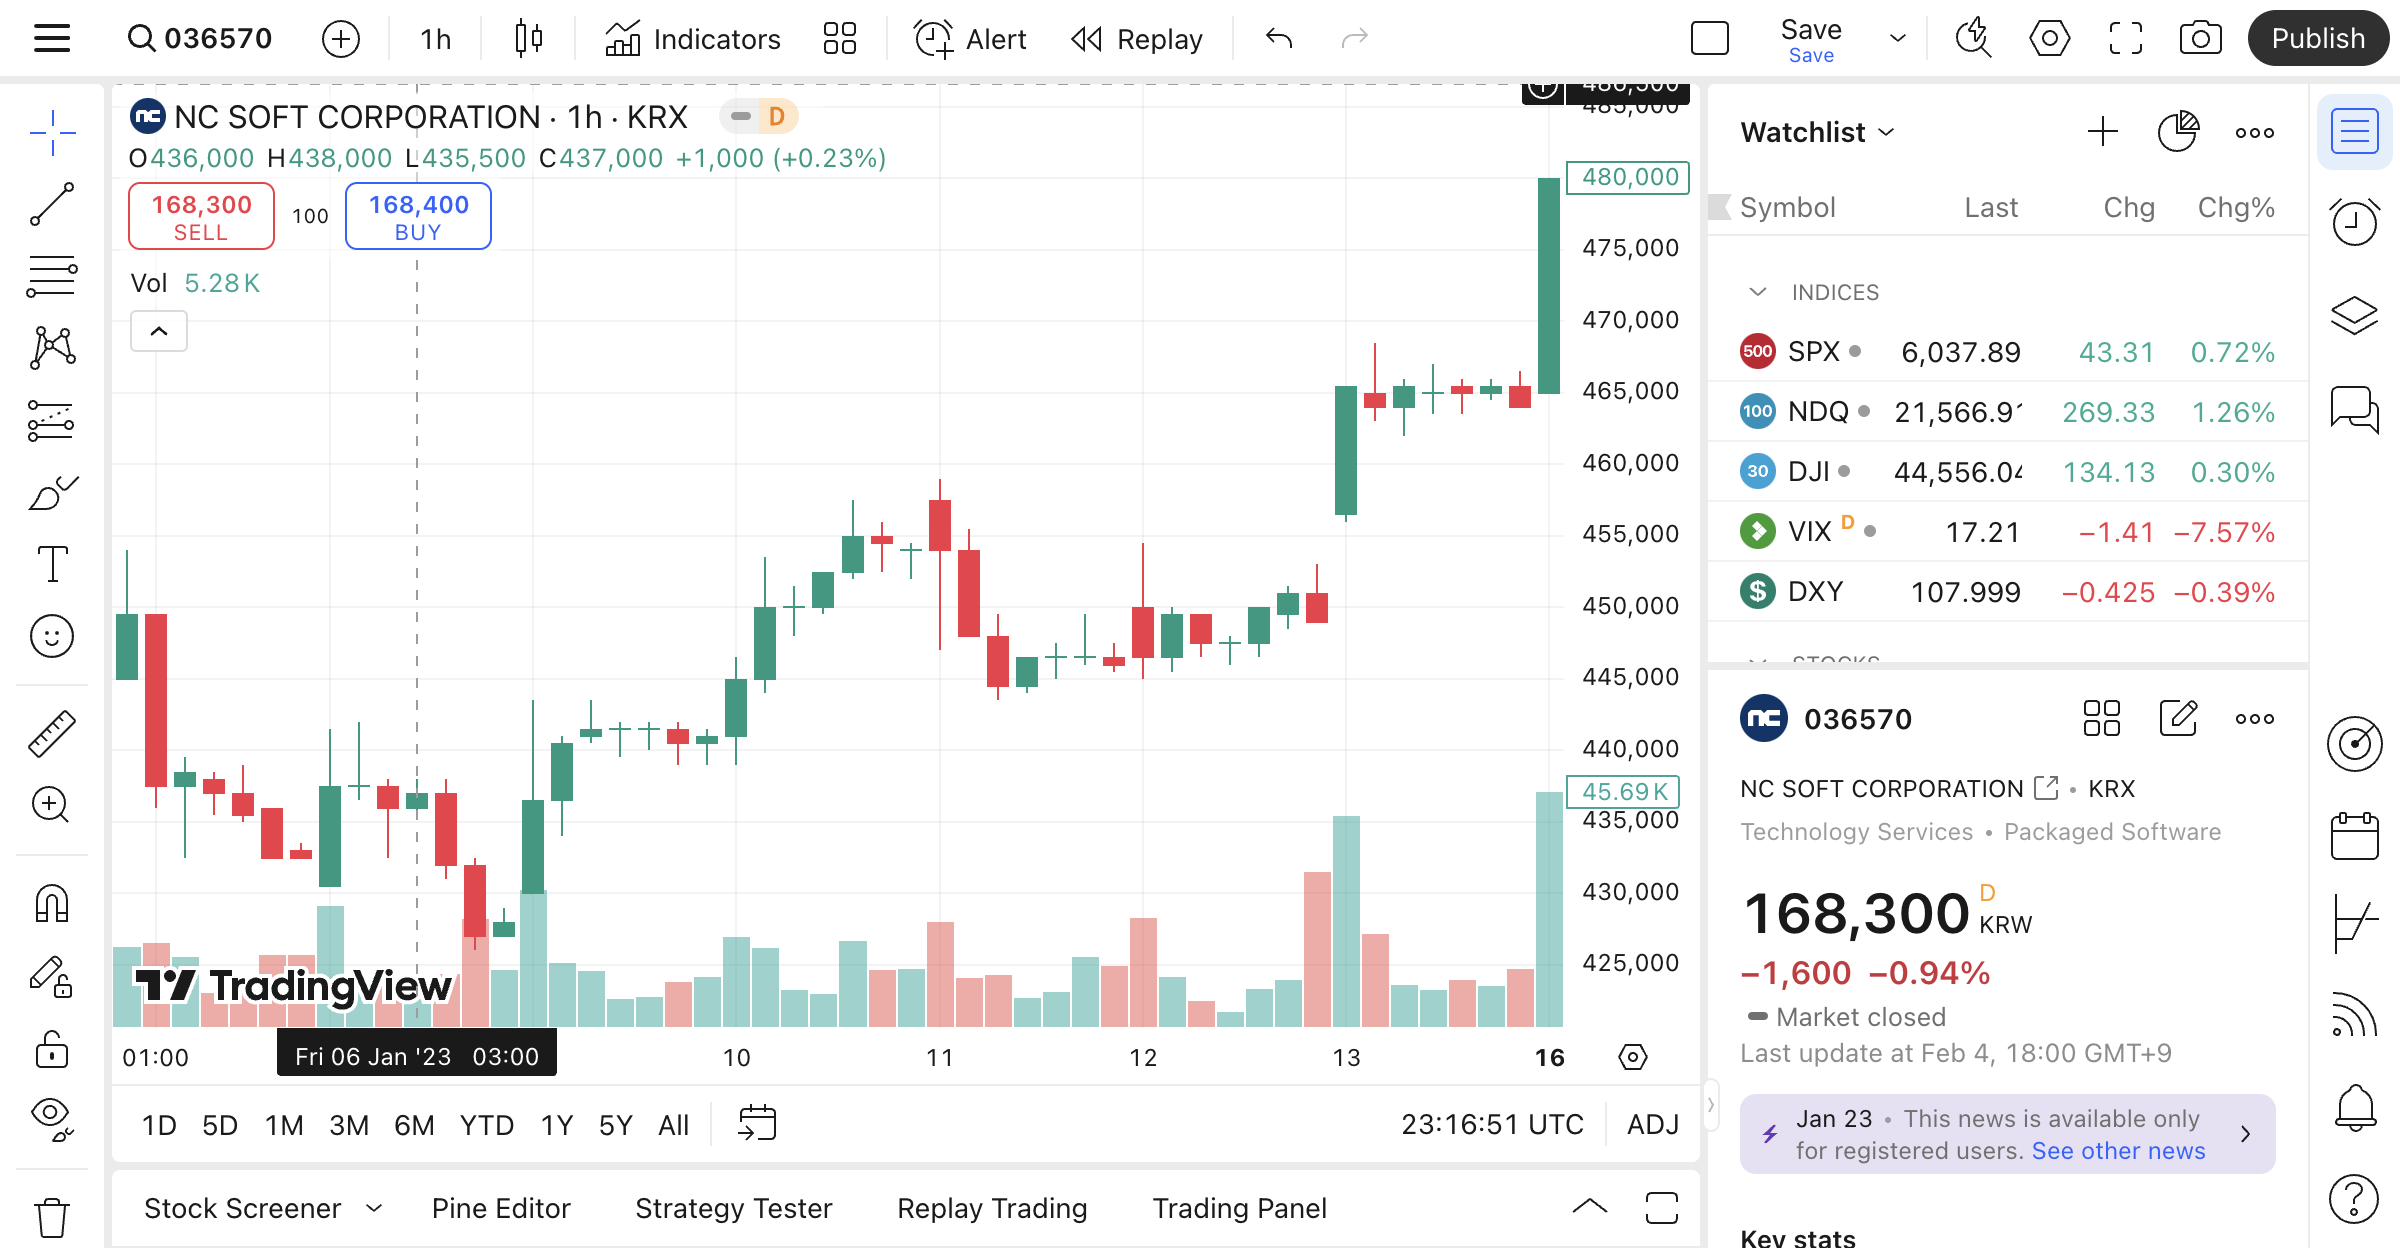 036570
1h
Indicators
Alert
Replay
Save
Save
Publish
NC SOFT CORPORATION · 1h · KRX
D
O436,000 H438,000 L435,500 C437,000 +1,000 (+0.23%)
168,300
SELL
100
168,400
BUY
Vol 5.28 K
480,000
475,000
470,000
465,000
460,000
455,000
450,000
445,000
440,000
45.69 K
435,000
430,000
425,000
TradingView
01:00
Fri 06 Jan '23 03:00
10
11
12
13
16
1D 5D 1M 3M 6M YTD 1Y 5Y All
23:16:51 UTC
ADJ
Stock Screener
Pine Editor
Strategy Tester
Replay Trading
Trading Panel
Watchlist
Symbol Last Chg Chg%
INDICES
500 SPX 6,037.89 43.31 0.72%
100 NDQ 21,566.9 269.33 1.26%
30 DJI 44,556.0 134.13 0.30%
VIX D 17.21 −1.41 −7.57%
$ DXY 107.999 −0.425 −0.39%
nc 036570
NC SOFT CORPORATION • KRX
Technology Services • Packaged Software
168,300 D KRW
−1,600 −0.94%
Market closed
Last update at Feb 4, 18:00 GMT+9
Jan 23 • This news is available only
for registered users. See other news
Key stats